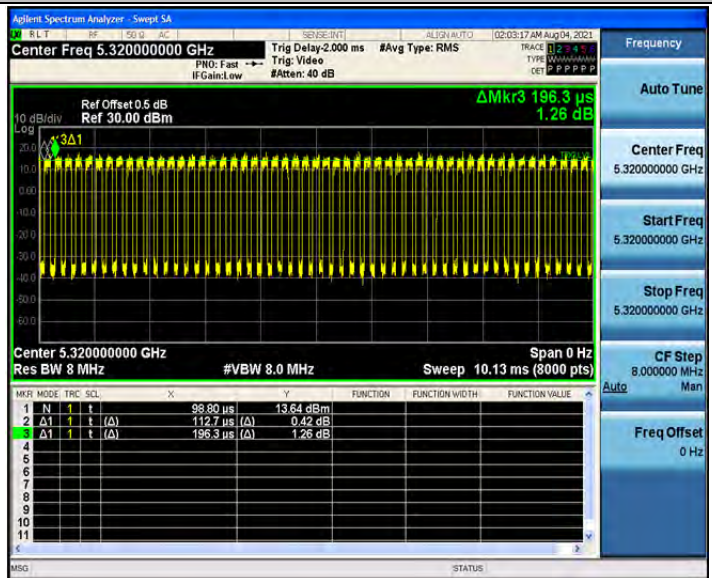 Agilent Spectrum Analyzer - Swept SA
RLT RF 50 Ω AC SENSE:INT ALIGN AUTO 02:03:17 AM Aug 04, 2021
Center Freq 5.320000000 GHz
PNO: Fast
IFGain:Low
Trig Delay-2.000 ms
Trig: Video
#Atten: 40 dB
#Avg Type: RMS
TRACE 1 2 3 4 5 6
TYPE
DET P P P P P P
Frequency
Auto Tune
Ref Offset 0.5 dB
10 dB/div Ref 30.00 dBm
Log
ΔMkr3 196.3 µs
1.26 dB
3Δ1
20.0
10.0
0.00
-10.0
-20.0
-30.0
-40.0
-60.0
Center Freq
5.320000000 GHz
Start Freq
5.320000000 GHz
Stop Freq
5.320000000 GHz
Center 5.320000000 GHz Span 0 Hz
Res BW 8 MHz #VBW 8.0 MHz Sweep 10.13 ms (8000 pts)
CF Step
8.000000 MHz
Auto Man
Freq Offset
0 Hz
MKR MODE TRC SCL X Y FUNCTION FUNCTION WIDTH FUNCTION VALUE
1 N 1 t 98.80 µs 13.64 dBm
2 Δ1 1 t (Δ) 112.7 µs (Δ) 0.42 dB
3 Δ1 1 t (Δ) 196.3 µs (Δ) 1.26 dB
4
5
6
7
8
9
10
11
MSG STATUS